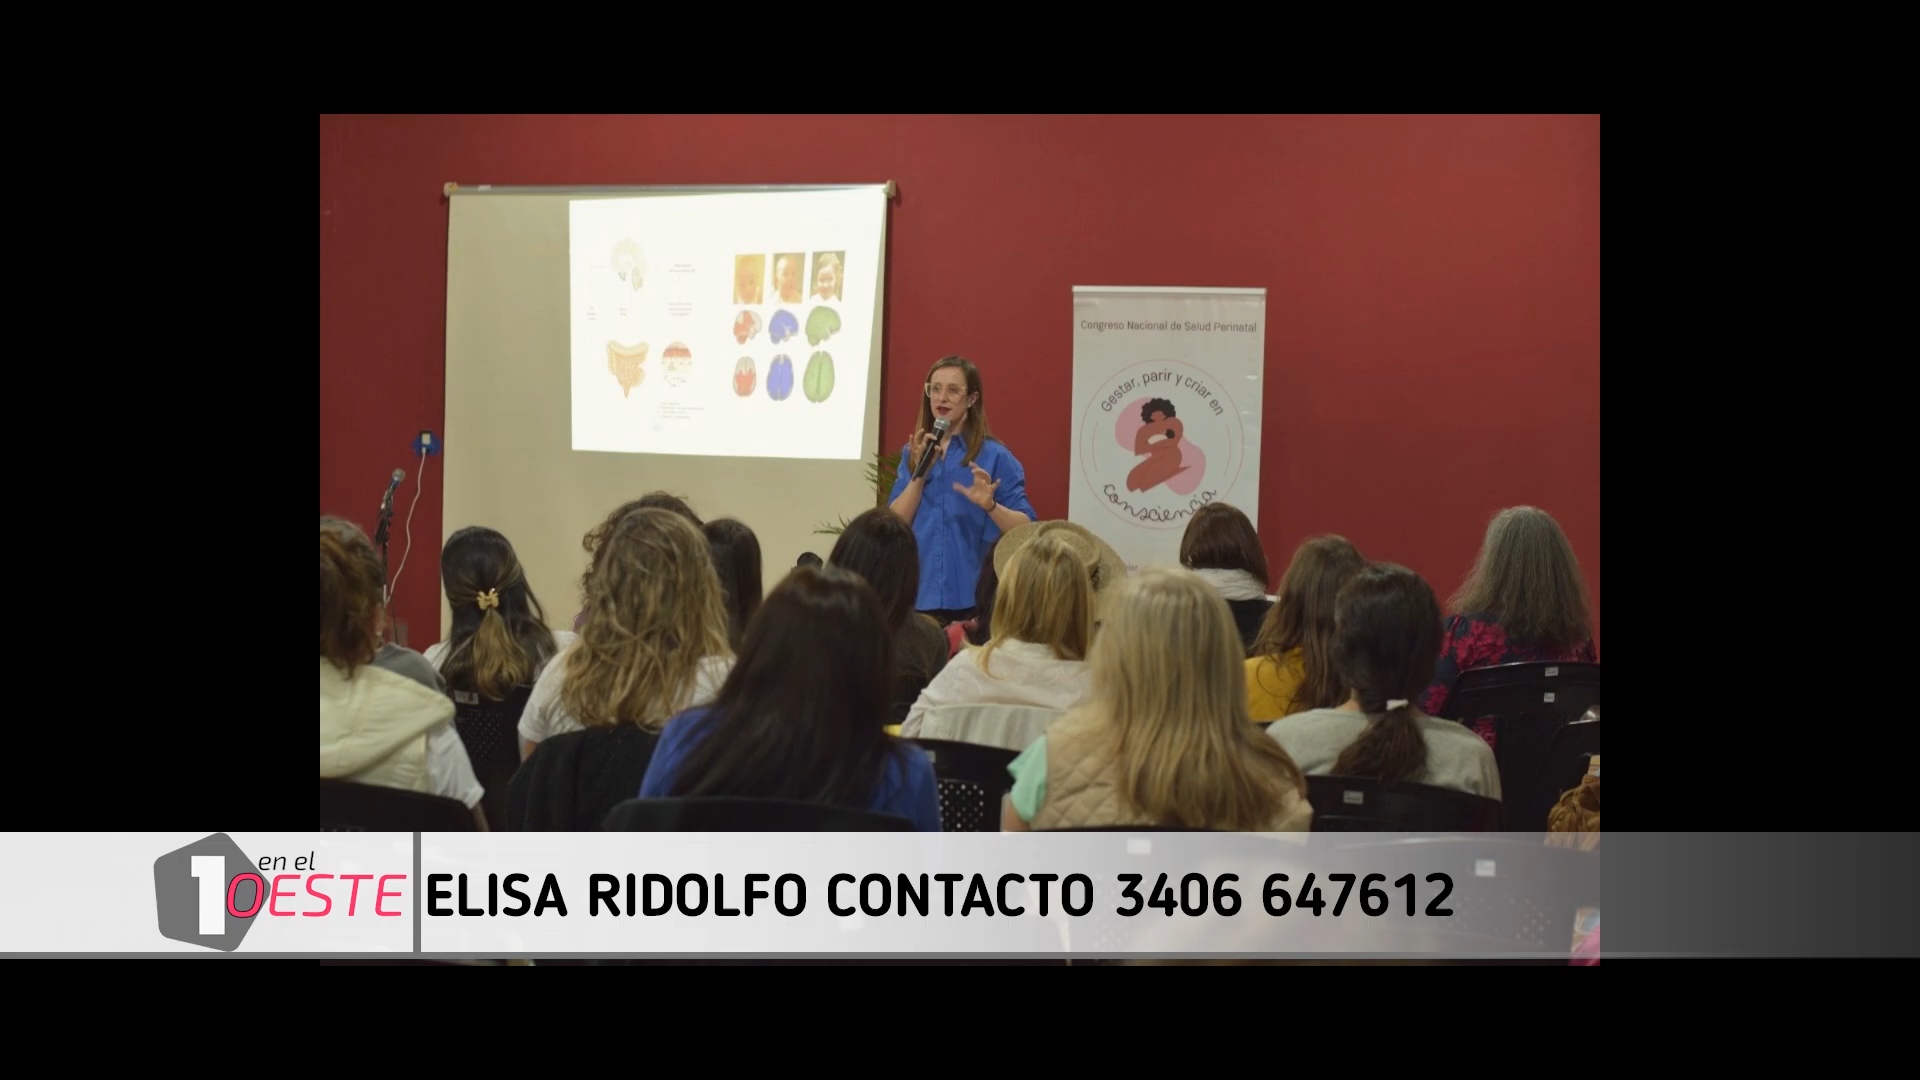 Congreso Nacional de Salud Perinatal
Gestar, parir y criar en
consciencia
1 en el
OESTE
ELISA RIDOLFO CONTACTO 3406 647612